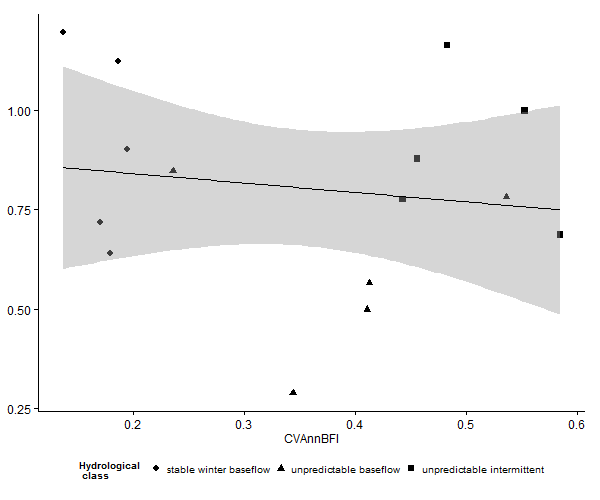 1.00
0.75
0.50
0.25
0.2 0.3 0.4 0.5 0.6
CVAnnBFI
Hydrological
class
stable winter baseflow unpredictable baseflow unpredictable intermittent